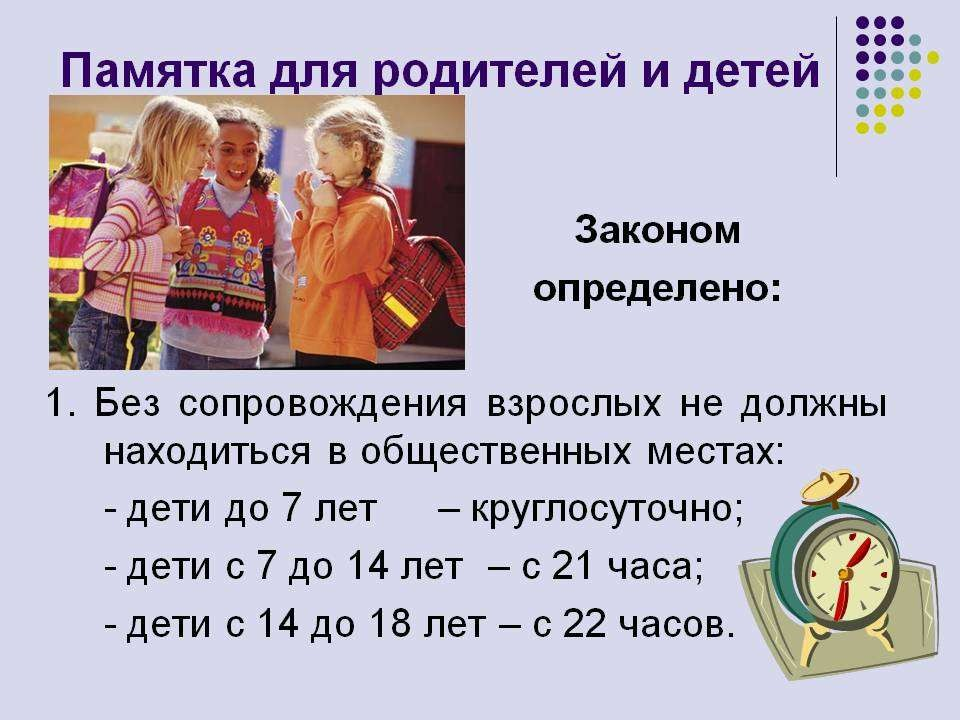 Памятка для родителей и детей
Законом
определено:
1. Без сопровождения взрослых не должны
находиться в общественных местах:
- дети до 7 лет – круглосуточно;
- дети с 7 до 14 лет – с 21 часа;
- дети с 14 до 18 лет – с 22 часов.